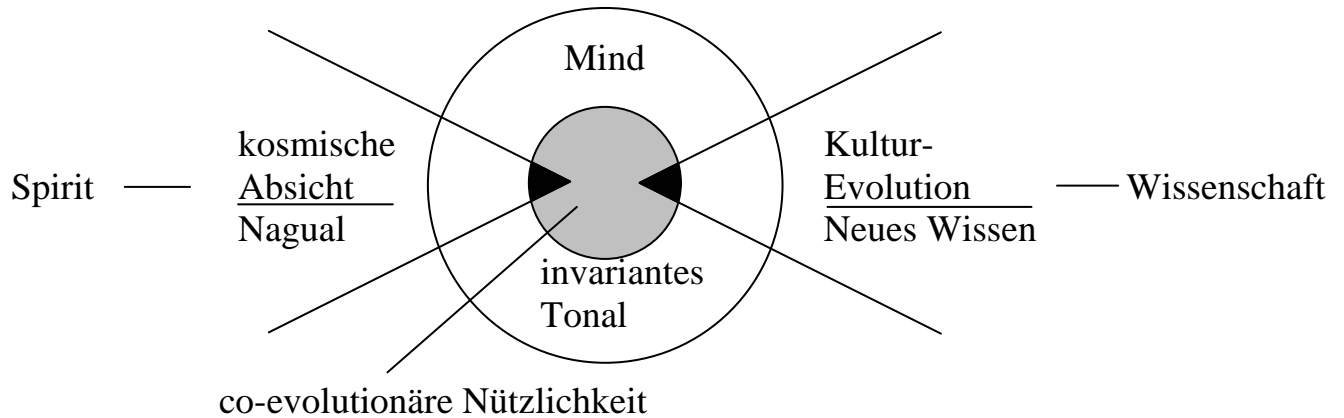 Mind
Spirit
kosmische
Absicht
Nagual
Kultur-
Evolution
Neues Wissen
Wissenschaft
invariantes
Tonal
co-evolutionäre Nützlichkeit